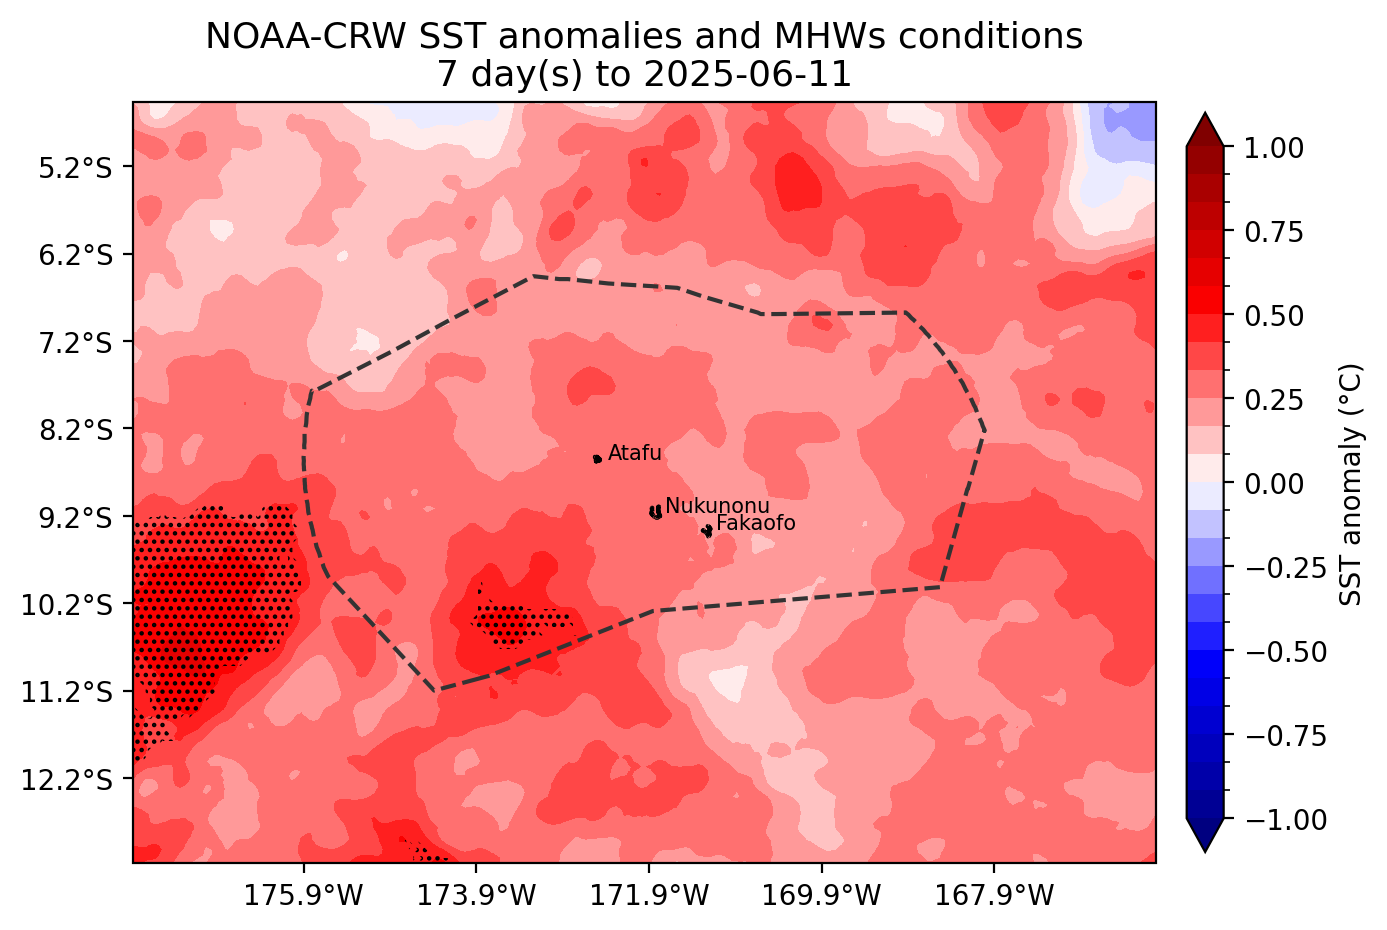 NOAA-CRW SST anomalies and MHWs conditions
7 day(s) to 2025-06-11
5.2°S
6.2°S
7.2°S
8.2°S
9.2°S
10.2°S
11.2°S
12.2°S
175.9°W
173.9°W
171.9°W
169.9°W
167.9°W
Atafu
Nukunonu
Fakaofo
1.00
0.75
0.50
0.25
0.00
−0.25
−0.50
−0.75
−1.00
SST anomaly (°C)